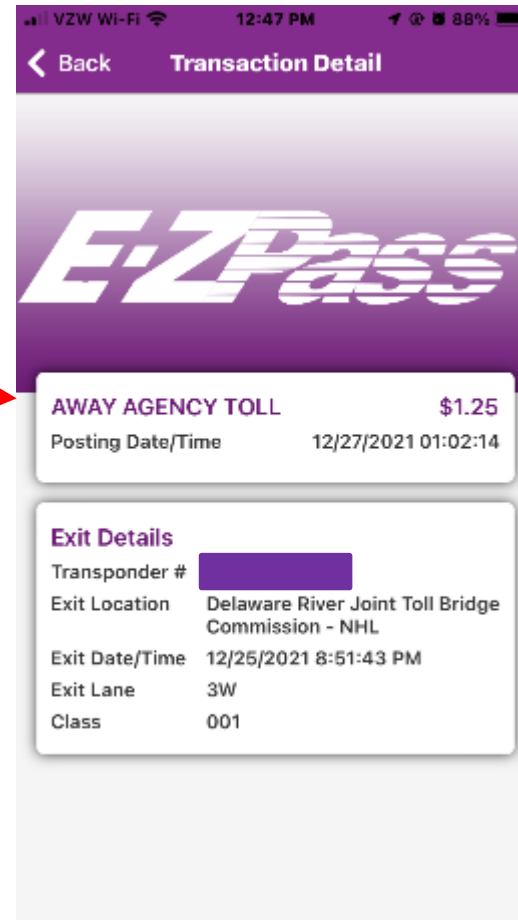 VZW Wi-Fi 12:47 PM 88%
Back Transaction Detail
E-ZPass
AWAY AGENCY TOLL $1.25
Posting Date/Time 12/27/2021 01:02:14
Exit Details
Transponder #
Exit Location Delaware River Joint Toll Bridge
Commission - NHL
Exit Date/Time 12/25/2021 8:51:43 PM
Exit Lane 3W
Class 001